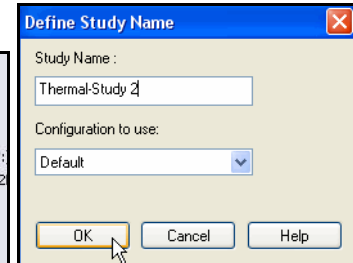 Define Study Name
Study Name :
Thermal-Study 2
Configuration to use:
Default
OK Cancel Help